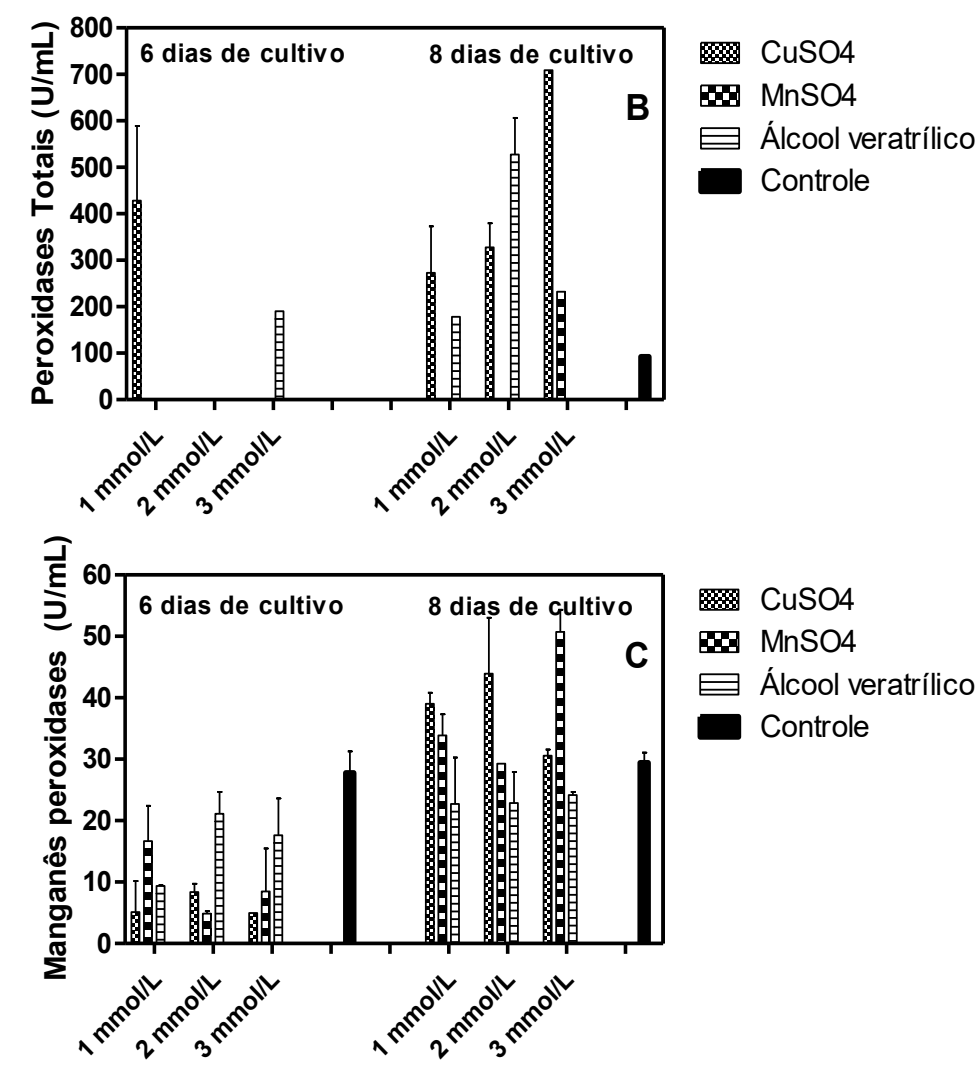 Peroxidases Totais (U/mL)
800
700
600
500
400
300
200
100
0
6 dias de cultivo
8 dias de cultivo
B
1 mmol/L
2 mmol/L
3 mmol/L
1 mmol/L
2 mmol/L
3 mmol/L
CuSO4
MnSO4
Álcool veratrílico
Controle
Manganês peroxidases (U/mL)
60
50
40
30
20
10
0
6 dias de cultivo
8 dias de cultivo
C
1 mmol/L
2 mmol/L
3 mmol/L
1 mmol/L
2 mmol/L
3 mmol/L
CuSO4
MnSO4
Álcool veratrílico
Controle